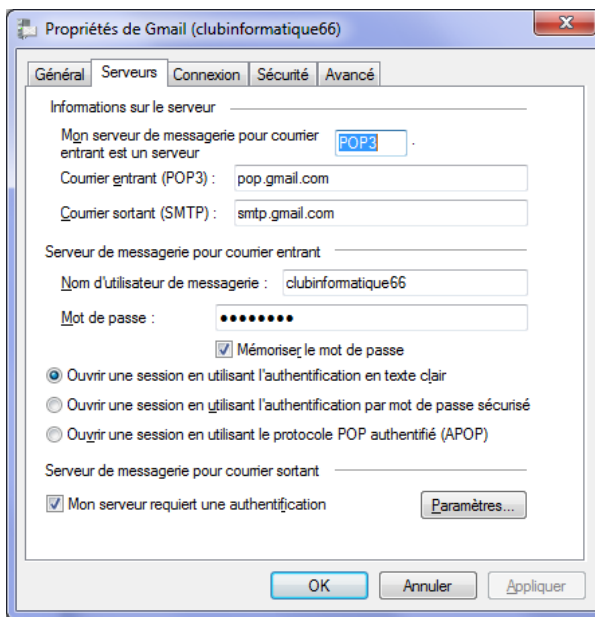 Propriétés de Gmail (clubinformatique66)
Général Serveurs Connexion Sécurité Avancé
Informations sur le serveur
Mon serveur de messagerie pour courrier
entrant est un serveur POP3 .
Courrier entrant (POP3) : pop.gmail.com
Courrier sortant (SMTP) : smtp.gmail.com
Serveur de messagerie pour courrier entrant
Nom d'utilisateur de messagerie : clubinformatique66
Mot de passe : ●●●●●●●●
Mémoriser le mot de passe
Ouvrir une session en utilisant l'authentification en texte clair
Ouvrir une session en utilisant l'authentification par mot de passe sécurisé
Ouvrir une session en utilisant le protocole POP authentifié (APOP)
Serveur de messagerie pour courrier sortant
Mon serveur requiert une authentification Paramètres...
OK Annuler Appliquer